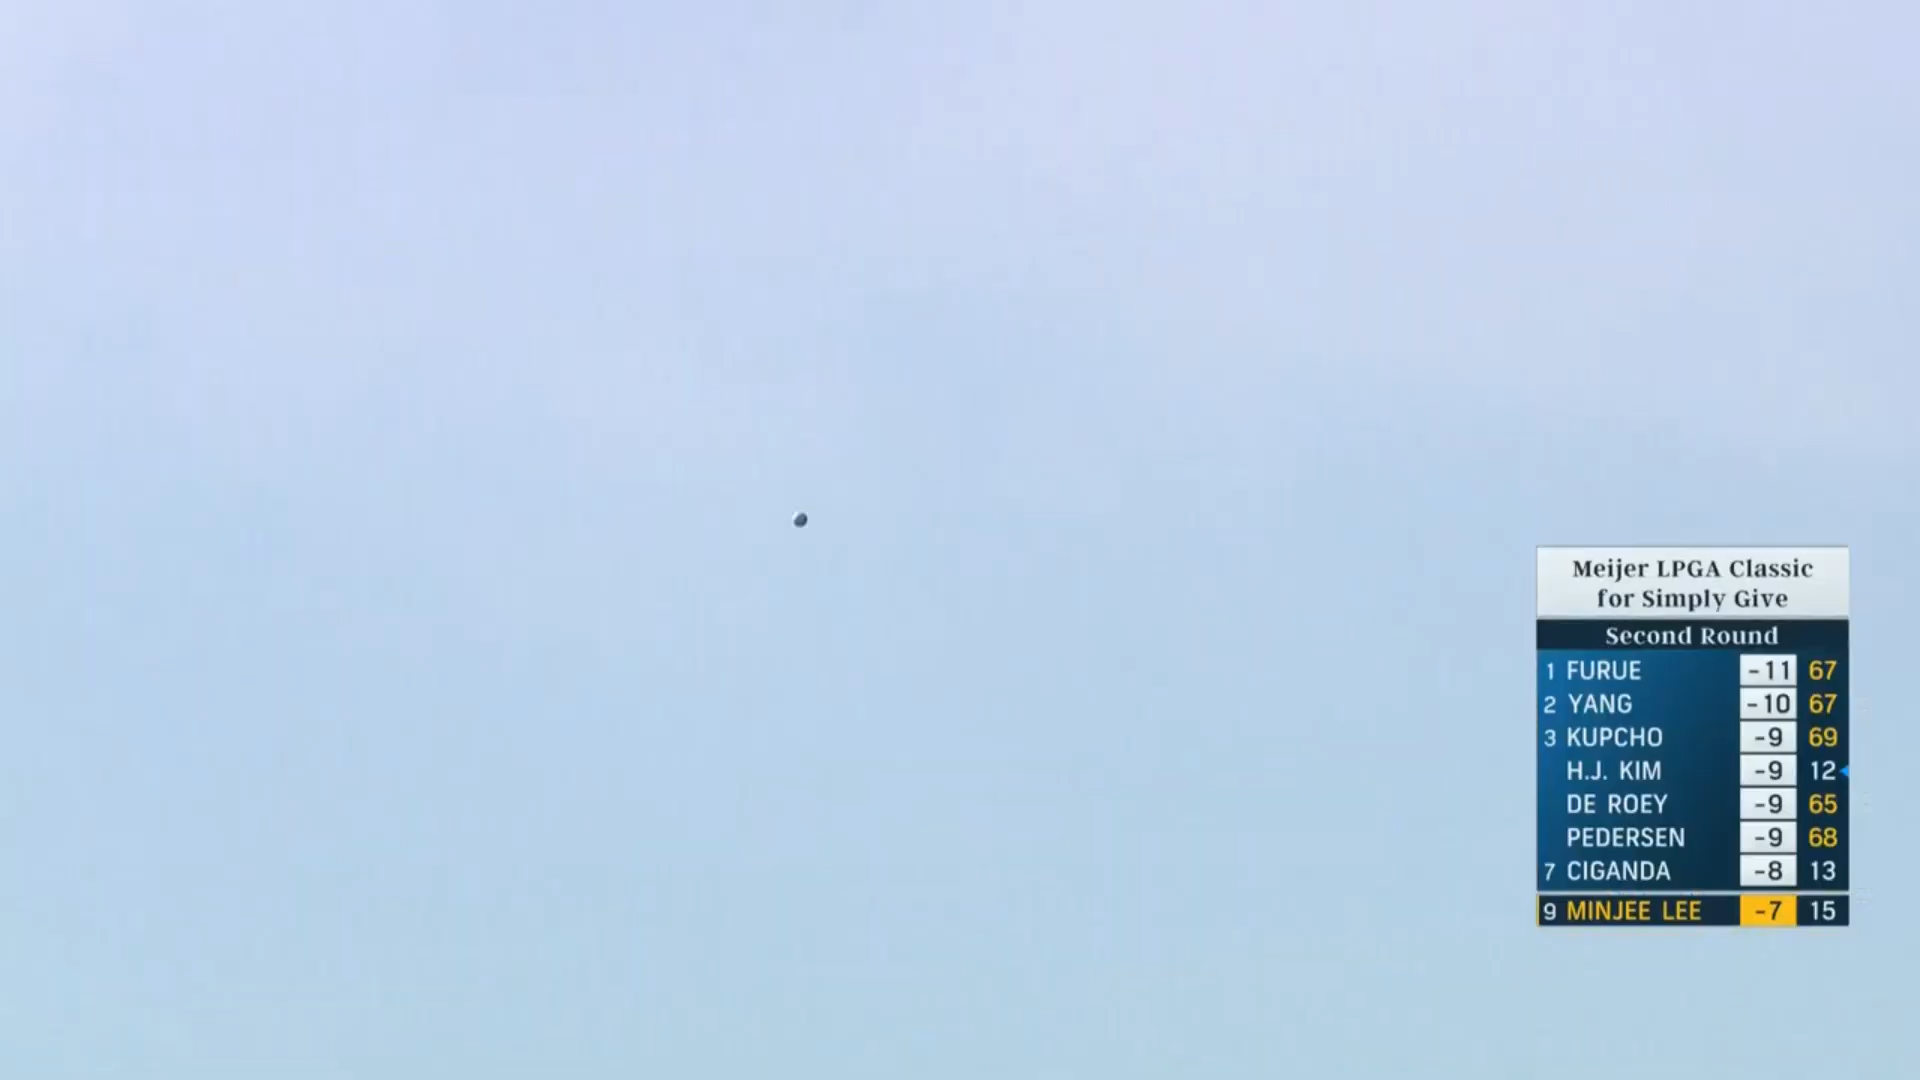 Meijer LPGA Classic
for Simply Give
Second Round
1 FURUE -11 67
2 YANG -10 67
3 KUPCHO -9 69
H.J. KIM -9 12
DE ROEY -9 65
PEDERSEN -9 68
7 CIGANDA -8 13
9 MINJEE LEE -7 15